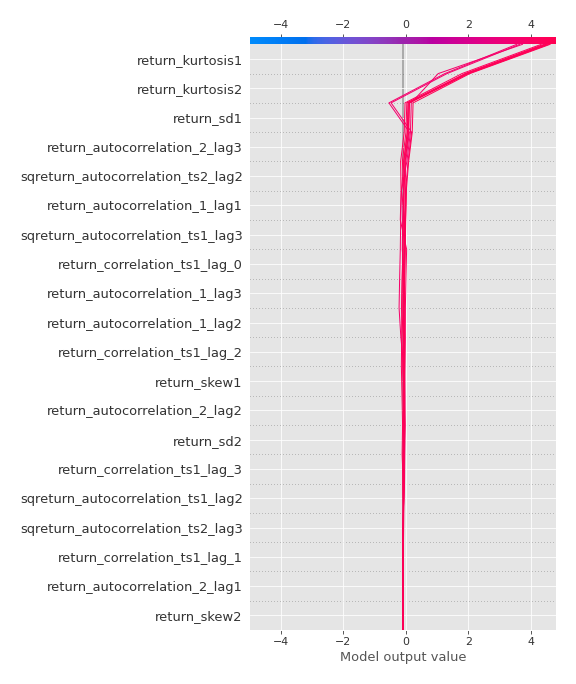 −4 −2 0 2 4
return_kurtosis1
return_kurtosis2
return_sd1
return_autocorrelation_2_lag3
sqreturn_autocorrelation_ts2_lag2
return_autocorrelation_1_lag1
sqreturn_autocorrelation_ts1_lag3
return_correlation_ts1_lag_0
return_autocorrelation_1_lag3
return_autocorrelation_1_lag2
return_correlation_ts1_lag_2
return_skew1
return_autocorrelation_2_lag2
return_sd2
return_correlation_ts1_lag_3
sqreturn_autocorrelation_ts1_lag2
sqreturn_autocorrelation_ts2_lag3
return_correlation_ts1_lag_1
return_autocorrelation_2_lag1
return_skew2
−4 −2 0 2 4
Model output value